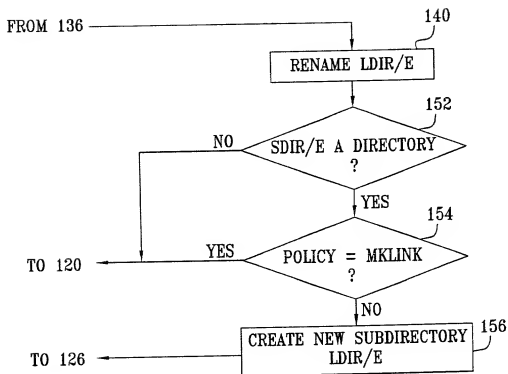 FROM 136
140
RENAME LDIR/E
152
NO
SDIR/E A DIRECTORY
?
YES
154
YES
POLICY = MKLINK
?
TO 120
NO
CREATE NEW SUBDIRECTORY
LDIR/E
156
TO 126